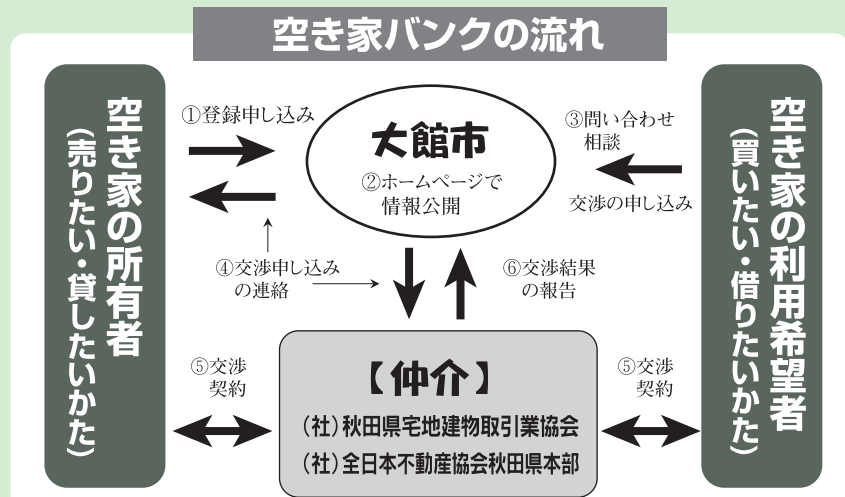 空き家バンクの流れ
空き家の所有者
（売りたい・貸したいかた）
①登録申し込み
大館市
②ホームページで
情報公開
③問い合わせ
相談
交渉の申し込み
空き家の利用希望者
（買いたい・借りたいかた）
④交渉申し込み
の連絡
⑥交渉結果
の報告
⑤交渉
契約
【仲介】
（社）秋田県宅地建物取引業協会
（社）全日本不動産協会秋田県本部
⑤交渉
契約